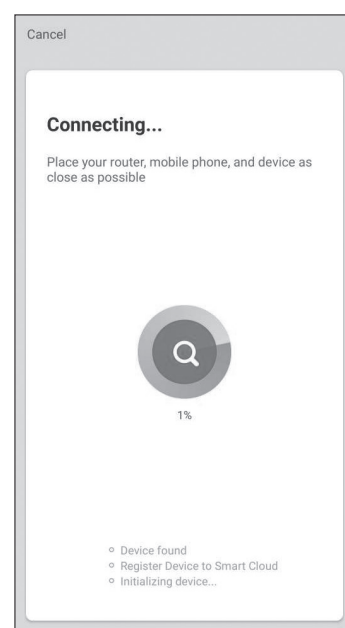 Cancel
Connecting...
Place your router, mobile phone, and device as
close as possible
1%
Device found
Register Device to Smart Cloud
Initializing device...